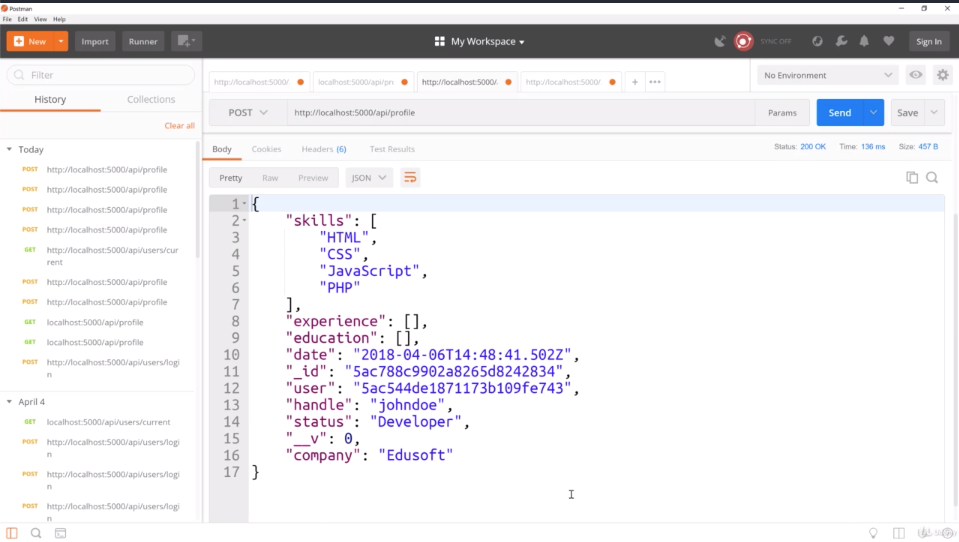 Postman
File Edit View Help
New Import Runner My Workspace SYNC OFF Sign In
Filter
http://localhost:5000/ localhost:5000/api/pr http://localhost:5000/ http://localhost:5000/ No Environment
History Collections
POST http://localhost:5000/api/profile Params Send Save
Clear all
Body Cookies Headers (6) Test Results Status: 200 OK Time: 136 ms Size: 457 B
Today
Pretty Raw Preview JSON
POST http://localhost:5000/api/profile
POST http://localhost:5000/api/profile
POST http://localhost:5000/api/profile
POST http://localhost:5000/api/profile
GET http://localhost:5000/api/users/cur
rent
POST http://localhost:5000/api/profile
POST http://localhost:5000/api/profile
GET localhost:5000/api/profile
GET localhost:5000/api/profile
POST http://localhost:5000/api/users/logi
n
April 4
GET localhost:5000/api/users/current
POST http://localhost:5000/api/users/logi
n
POST http://localhost:5000/api/users/logi
n
POST http://localhost:5000/api/users/logi
n
1 {
2 "skills": [
3 "HTML",
4 "CSS",
5 "JavaScript",
6 "PHP"
7 ],
8 "experience": [],
9 "education": [],
10 "date": "2018-04-06T14:48:41.502Z",
11 "_id": "5ac788c9902a8265d8242834",
12 "user": "5ac544de1871173b109fe743",
13 "handle": "johndoe",
14 "status": "Developer",
15 "__v": 0,
16 "company": "Edusoft"
17 }